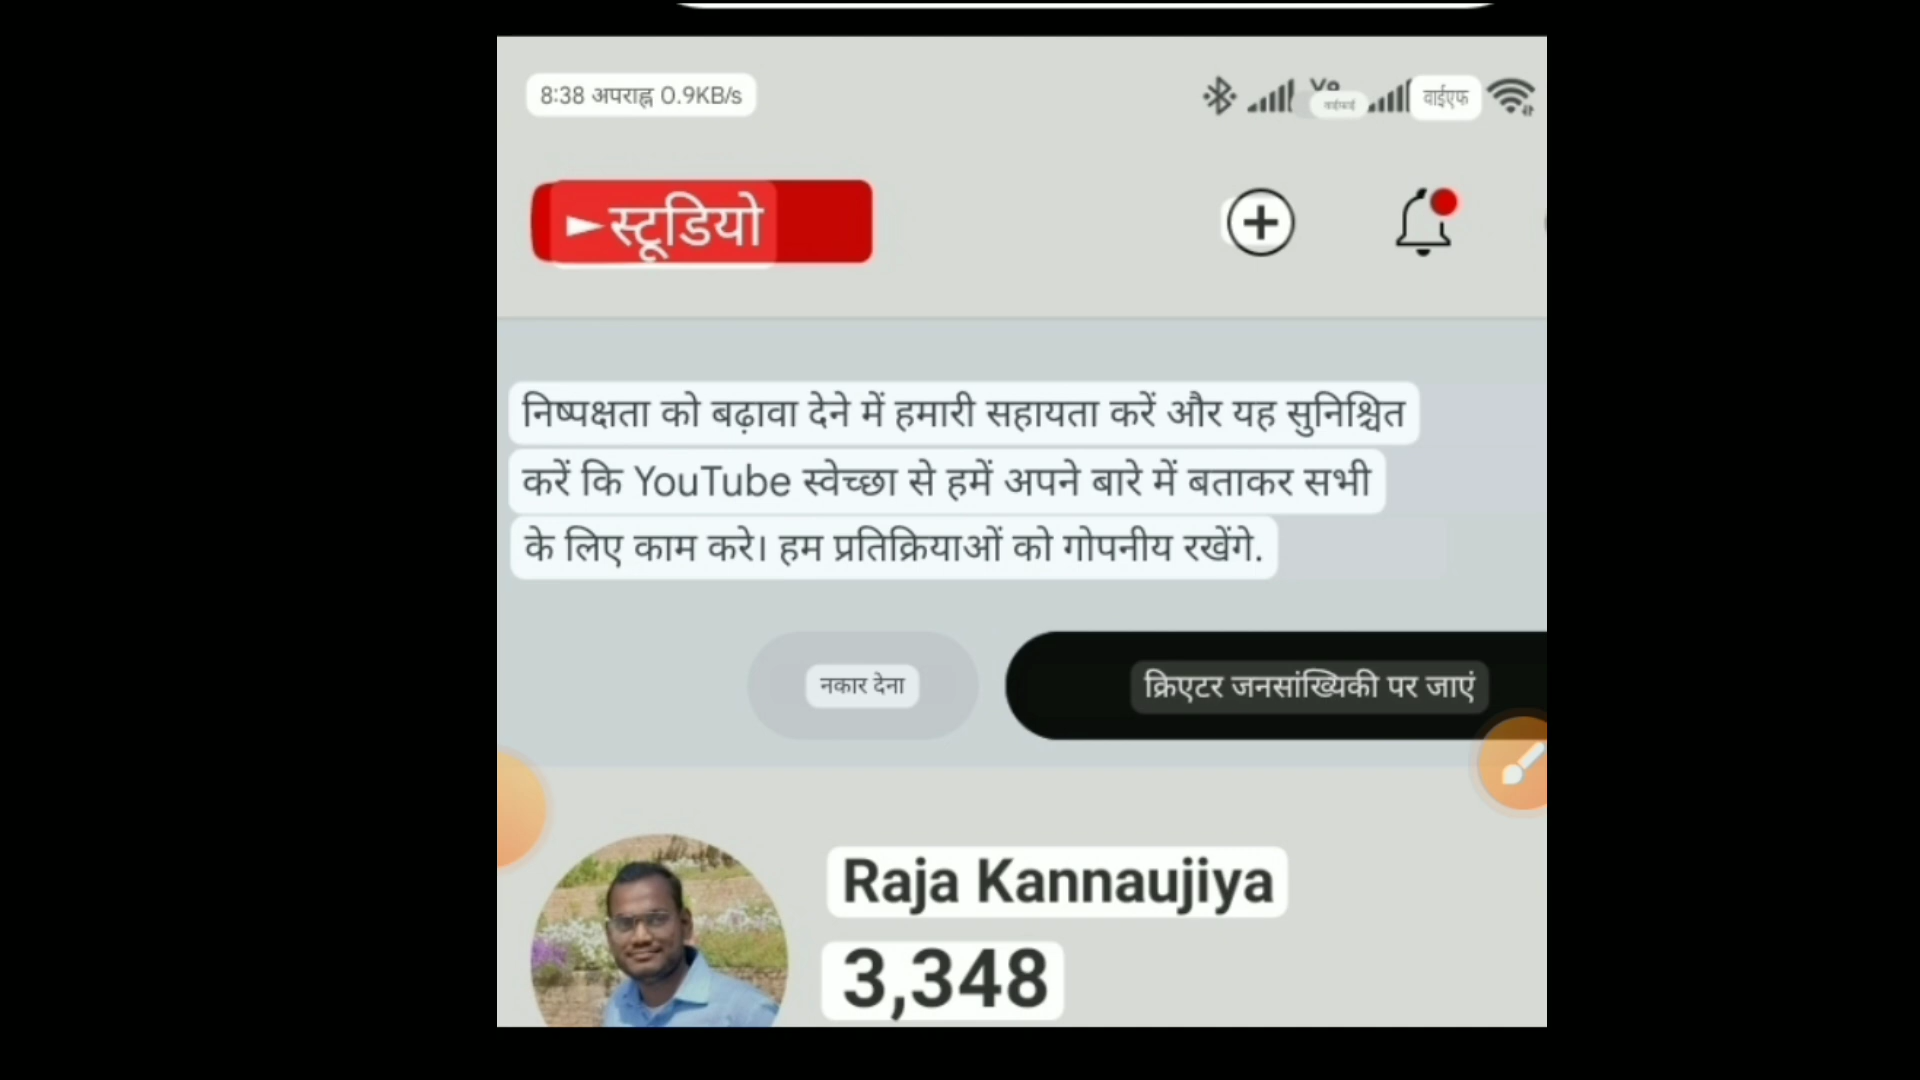 8:38 अपराह्न 0.9KB/s
वाईएफ
स्टूडियो
निष्पक्षता को बढ़ावा देने में हमारी सहायता करें और यह सुनिश्चित
करें कि YouTube स्वेच्छा से हमें अपने बारे में बताकर सभी
के लिए काम करे। हम प्रतिक्रियाओं को गोपनीय रखेंगे.
नकार देना
क्रिएटर जनसांख्यिकी पर जाएं
Raja Kannaujiya
3,348